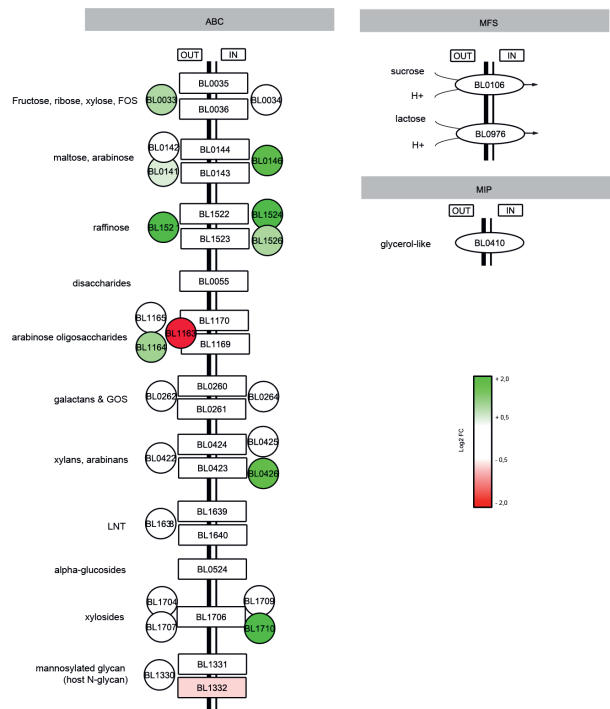 ABC
OUT
IN
BL0035
Fructose, ribose, xylose, FOS
BL0033
BL0034
BL0036
BL0142
BL0144
maltose, arabinose
BL0146
BL0141
BL0143
BL1522
BL1524
raffinose
BL152
BL1523
BL1526
disaccharides
BL0055
BL1165
BL1170
arabinose oligosaccharides
BL1163
BL1164
BL1169
BL0260
galactans & GOS
BL0262
BL0264
BL0261
BL0424
BL0425
xylans, arabinans
BL0422
BL0423
BL0426
BL1639
LNT
BL1638
BL1640
alpha-glucosides
BL0524
BL1704
BL1709
xylosides
BL1706
BL1707
BL1710
BL1331
mannosylated glycan
(host N-glycan)
BL1330
BL1332
MFS
OUT
IN
sucrose
BL0106
H+
lactose
BL0976
H+
MIP
OUT
IN
glycerol-like
BL0410
Log2 FC
+ 2,0
+ 0,5
- 0,5
- 2,0